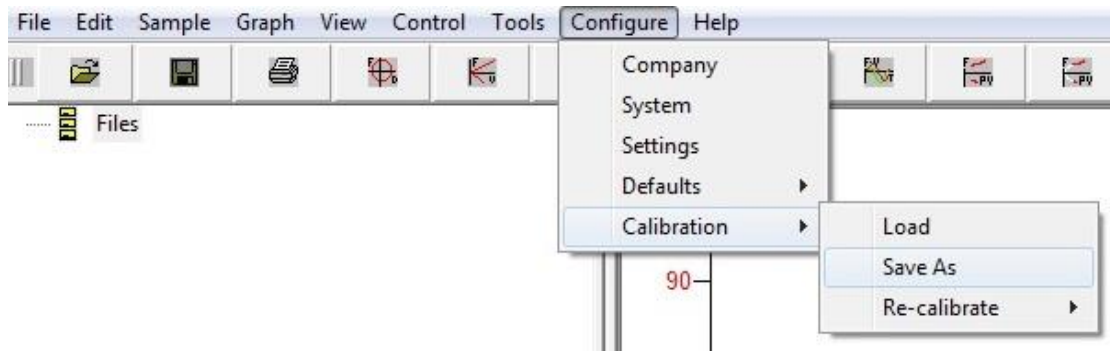 File Edit Sample Graph View Control Tools Configure Help
Company
System
Settings
Defaults
Calibration
Load
Save As
Re-calibrate
Files
90